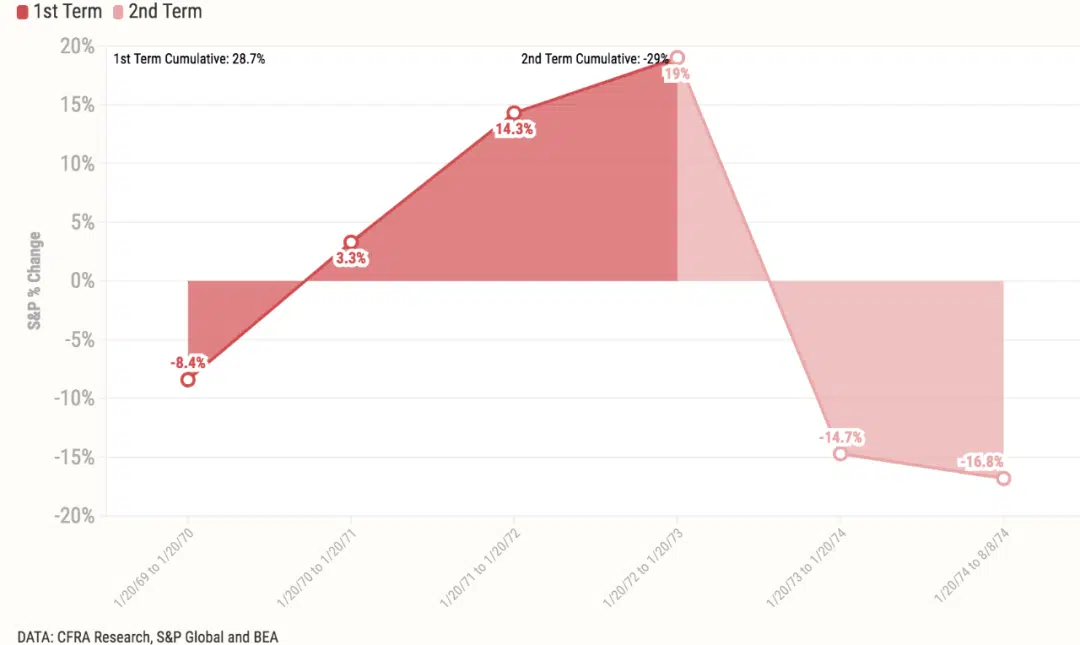 1st Term 2nd Term
20%
1st Term Cumulative: 28.7% 2nd Term Cumulative: -29%
19%
15%
14.3%
10%
5%
3.3%
0%
S&P % Change
-5%
-8.4%
-10%
-14.7%
-15%
-16.8%
-20%
1/20/69 to 1/20/70
1/20/70 to 1/20/71
1/20/71 to 1/20/72
1/20/72 to 1/20/73
1/20/73 to 1/20/74
1/20/74 to 8/8/74
DATA: CFRA Research, S&P Global and BEA